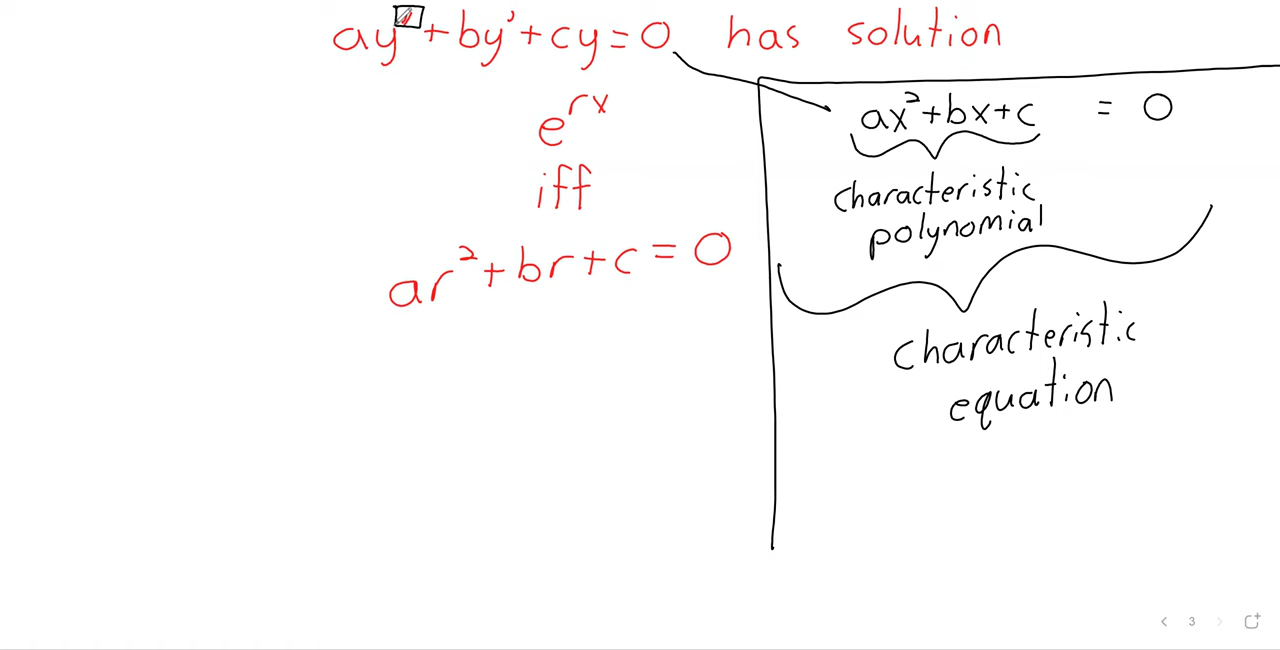 ay''+by'+cy=0 has solution
e^{rx}
iff
ar²+br+c=0
ax²+bx+c = 0
characteristic
polynomial
characteristic
equation
3